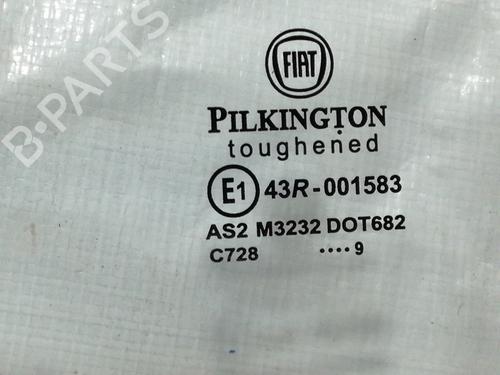 B-PARTS
FIAT
PILKINGTON
toughened
E1 43R-001583
AS2 M3232 DOT682
C728 ····9